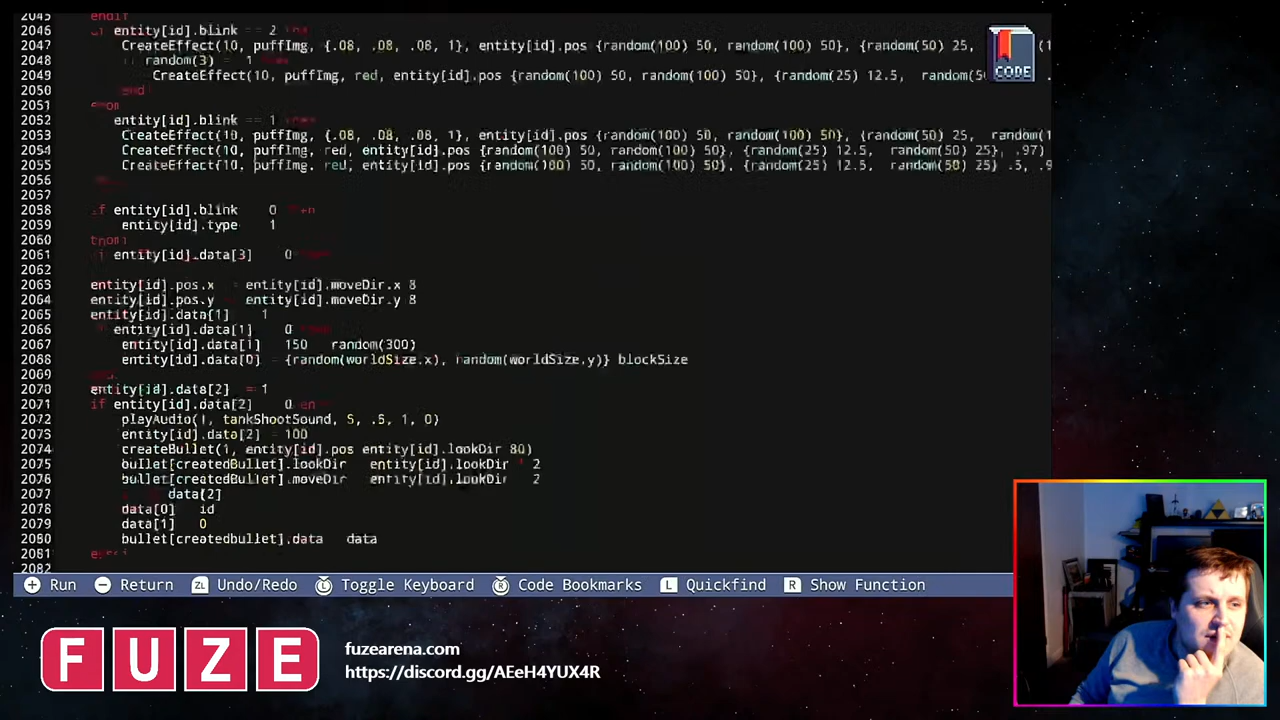 2045 endif
2046 entity[id].blink == 2
2047 CreateEffect(10, puffImg, {.08, .08, .08, 1}, entity[id].pos {random(100) 50, random(100) 50}, {random(50) 25, random(
2048 random(3) = 1
2049 CreateEffect(10, puffImg, red, entity[id].pos {random(100) 50, random(100) 50}, {random(25) 12.5, random(5
2050 end
2051
2052 entity[id].blink == 1
2053 CreateEffect(10, puffImg, {.08, .08, .08, 1}, entity[id].pos {random(100) 50, random(100) 50}, {random(50) 25, random(1
2054 CreateEffect(10, puffImg, red, entity[id].pos {random(100) 50, random(100) 50}, {random(25) 12.5, random(50) 25} , .97)
2055 CreateEffect(10, puffImg, red, entity[id].pos {random(100) 50, random(100) 50}, {random(25) 12.5, random(50) 25} .5, .9
2056
2057
2058 if entity[id].blink 0
2059 entity[id].type 1
2060
2061 entity[id].data[3] 0
2062
2063 entity[id].pos.x = entity[id].moveDir.x 8
2064 entity[id].pos.y entity[id].moveDir.y 8
2065 entity[id].data[1] 1
2066 entity[id].data[1] 0
2067 entity[id].data[1] 150 random(300)
2068 entity[id].data[0] = {random(worldSize.x), random(worldSize.y)} blockSize
2069
2070 entity[id].data[2] = 1
2071 if entity[id].data[2] 0
2072 playAudio(1, tankShootSound, 5, .5, 1, 0)
2073 entity[id].data[2] = 100
2074 createBullet(1, entity[id].pos entity[id].lookDir 80)
2075 bullet[createdBullet].lookDir entity[id].lookDir * 2
2076 bullet[createdBullet].moveDir entity[id].lookDir 2
2077 data[2]
2078 data[0] id
2079 data[1] 0
2080 bullet[createdbullet].data data
2081
2082
CODE
+ Run − Return ZL Undo/Redo L Toggle Keyboard R Code Bookmarks L Quickfind R Show Function
FUZE
fuzearena.com
https://discord.gg/AEeH4YUX4R